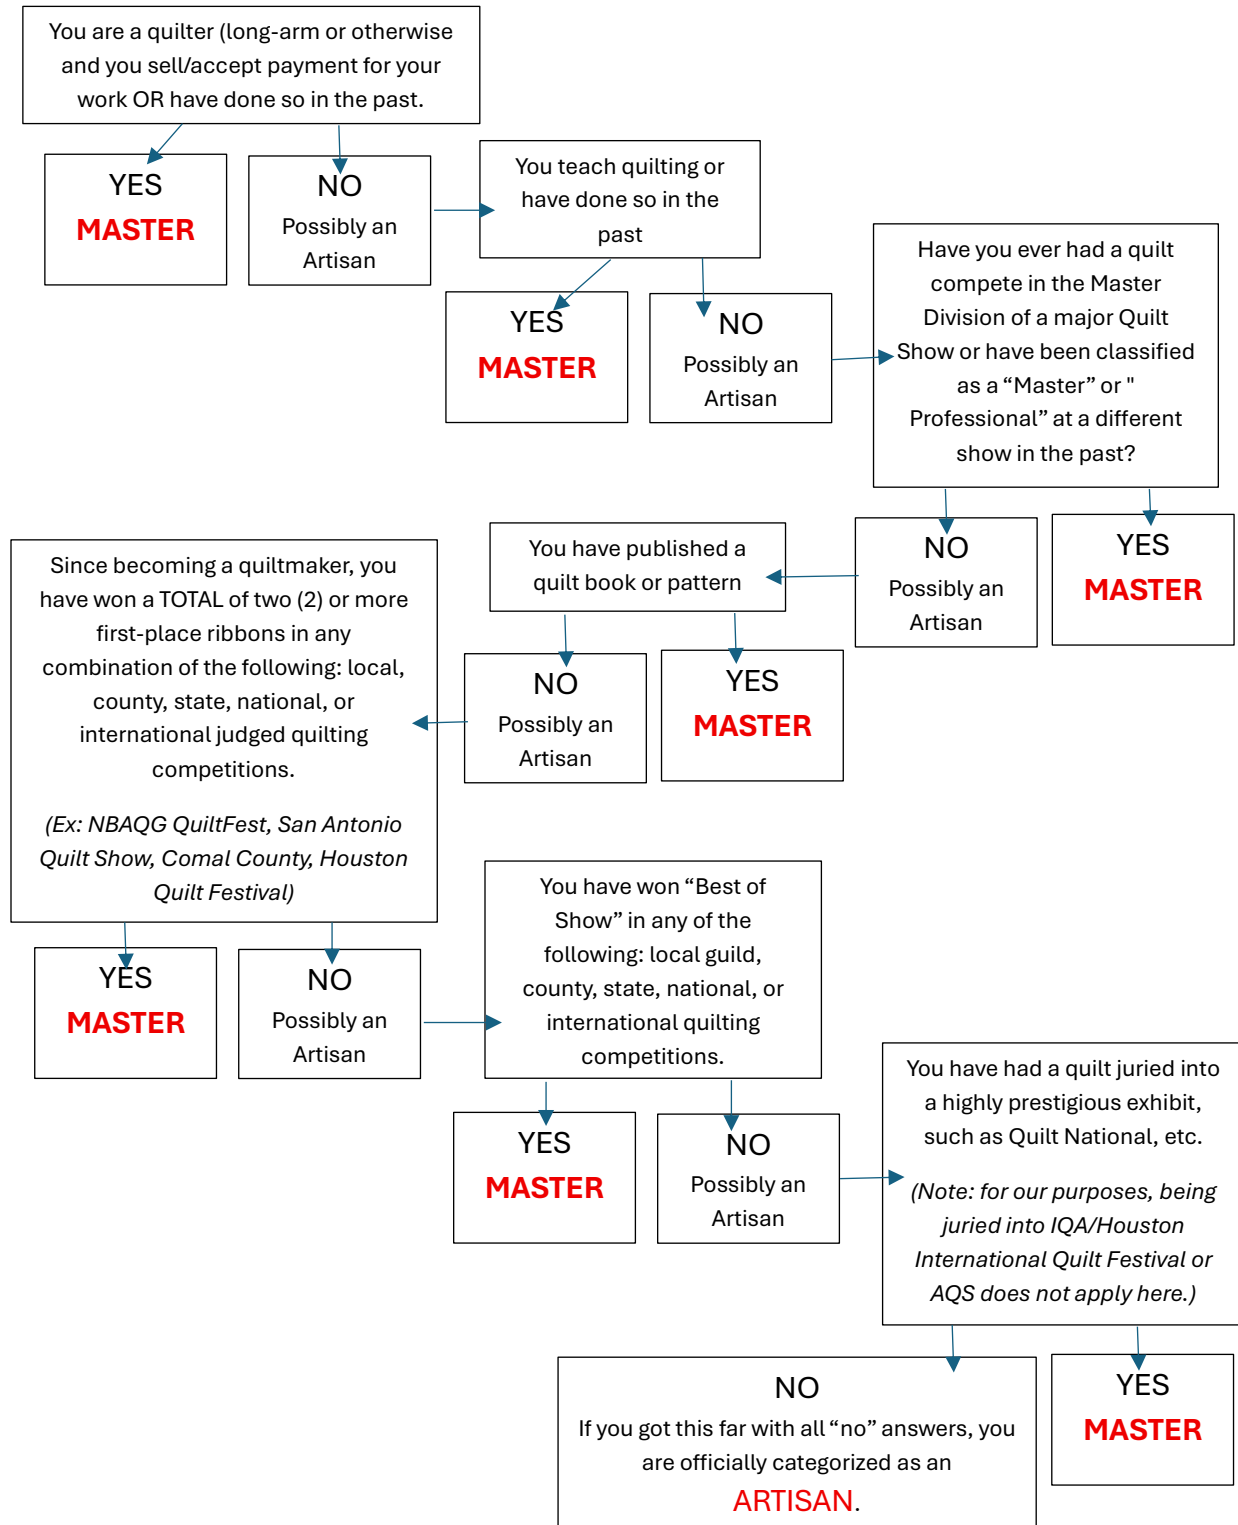 You are a quilter (long-arm or otherwise
and you sell/accept payment for your
work OR have done so in the past.
YES
MASTER
NO
Possibly an
Artisan
You teach quilting or
have done so in the
past
YES
MASTER
NO
Possibly an
Artisan
Have you ever had a quilt
compete in the Master
Division of a major Quilt
Show or have been classified
as a “Master” or "
Professional” at a different
show in the past?
NO
Possibly an
Artisan
YES
MASTER
You have published a
quilt book or pattern
NO
Possibly an
Artisan
YES
MASTER
Since becoming a quiltmaker, you
have won a TOTAL of two (2) or more
first-place ribbons in any
combination of the following: local,
county, state, national, or
international judged quilting
competitions.
(Ex: NBAQG QuiltFest, San Antonio
Quilt Show, Comal County, Houston
Quilt Festival)
YES
MASTER
NO
Possibly an
Artisan
You have won “Best of
Show” in any of the
following: local guild,
county, state, national, or
international quilting
competitions.
YES
MASTER
NO
Possibly an
Artisan
You have had a quilt juried into
a highly prestigious exhibit,
such as Quilt National, etc.
(Note: for our purposes, being
juried into IQA/Houston
International Quilt Festival or
AQS does not apply here.)
NO
If you got this far with all “no” answers, you
are officially categorized as an
ARTISAN.
YES
MASTER